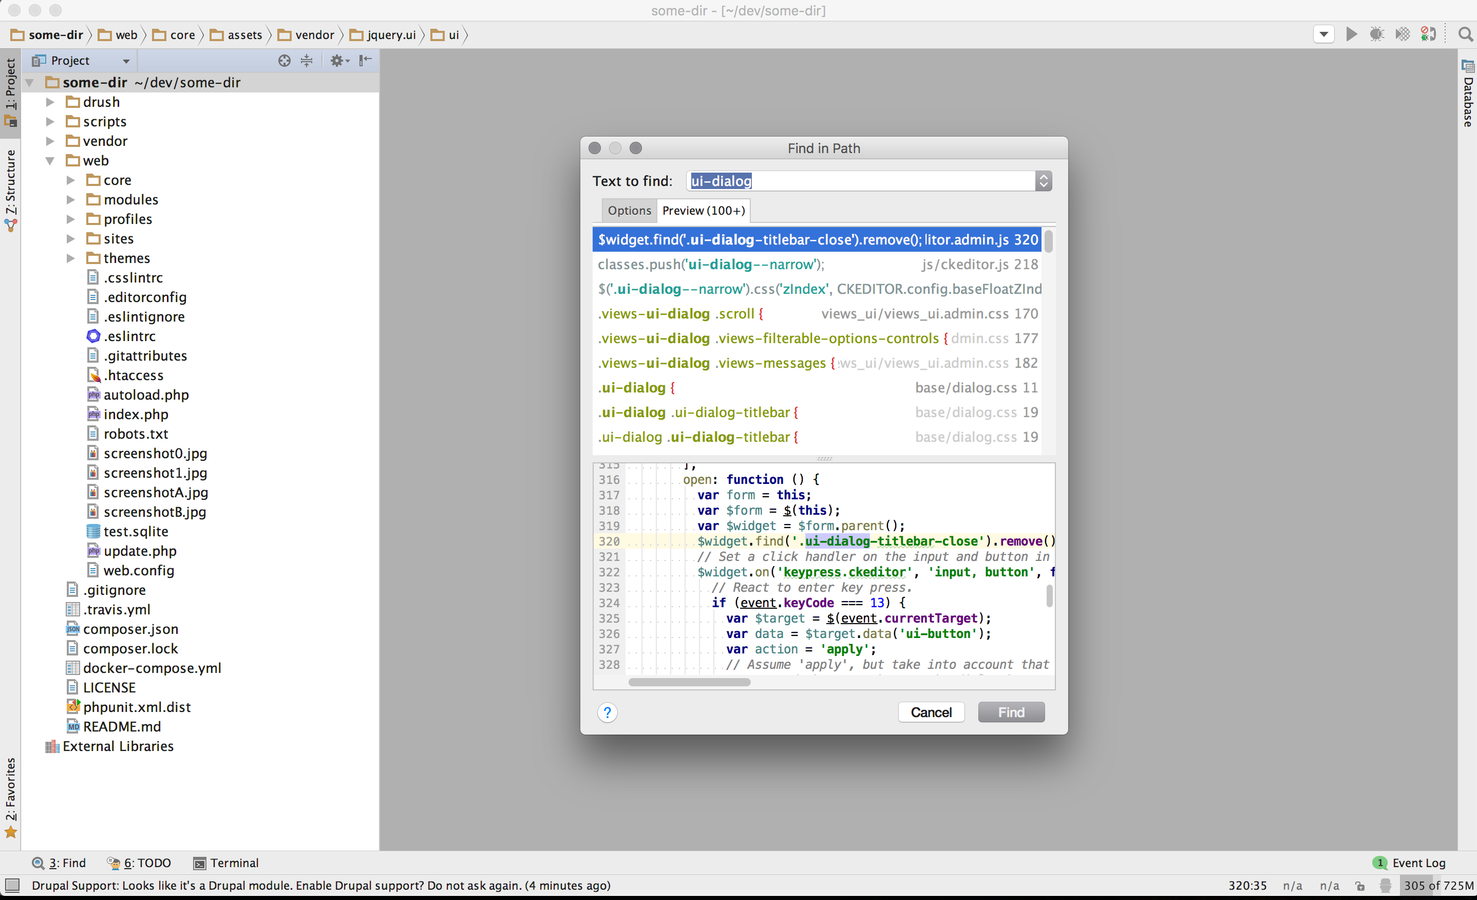 some-dir - [~/dev/some-dir]
some-dir web core assets vendor jquery.ui ui
1: Project
Z: Structure
2: Favorites
Project
some-dir ~/dev/some-dir
drush
scripts
vendor
web
core
modules
profiles
sites
themes
.csslintrc
.editorconfig
.eslintignore
.eslintrc
.gitattributes
.htaccess
autoload.php
index.php
robots.txt
screenshot0.jpg
screenshot1.jpg
screenshotA.jpg
screenshotB.jpg
test.sqlite
update.php
web.config
.gitignore
.travis.yml
composer.json
composer.lock
docker-compose.yml
LICENSE
phpunit.xml.dist
README.md
External Libraries
Find in Path
Text to find: ui-dialog
Options Preview (100+)
$widget.find('.ui-dialog-titlebar-close').remove(); litor.admin.js 320
classes.push('ui-dialog--narrow'); js/ckeditor.js 218
$('.ui-dialog--narrow').css('zIndex', CKEDITOR.config.baseFloatZInd
.views-ui-dialog .scroll { views_ui/views_ui.admin.css 170
.views-ui-dialog .views-filterable-options-controls { dmin.css 177
.views-ui-dialog .views-messages { ws_ui/views_ui.admin.css 182
.ui-dialog { base/dialog.css 11
.ui-dialog .ui-dialog-titlebar { base/dialog.css 19
.ui-dialog .ui-dialog-titlebar { base/dialog.css 19
315 ],
316 open: function () {
317 var form = this;
318 var $form = $(this);
319 var $widget = $form.parent();
320 $widget.find('.ui-dialog-titlebar-close').remove()
321 // Set a click handler on the input and button in
322 $widget.on('keypress.ckeditor', 'input, button', f
323 // React to enter key press.
324 if (event.keyCode === 13) {
325 var $target = $(event.currentTarget);
326 var data = $target.data('ui-button');
327 var action = 'apply';
328 // Assume 'apply', but take into account that
? Cancel Find
Database
3: Find 6: TODO Terminal
1 Event Log
Drupal Support: Looks like it's a Drupal module. Enable Drupal support? Do not ask again. (4 minutes ago)
320:35 n/a n/a 305 of 725M